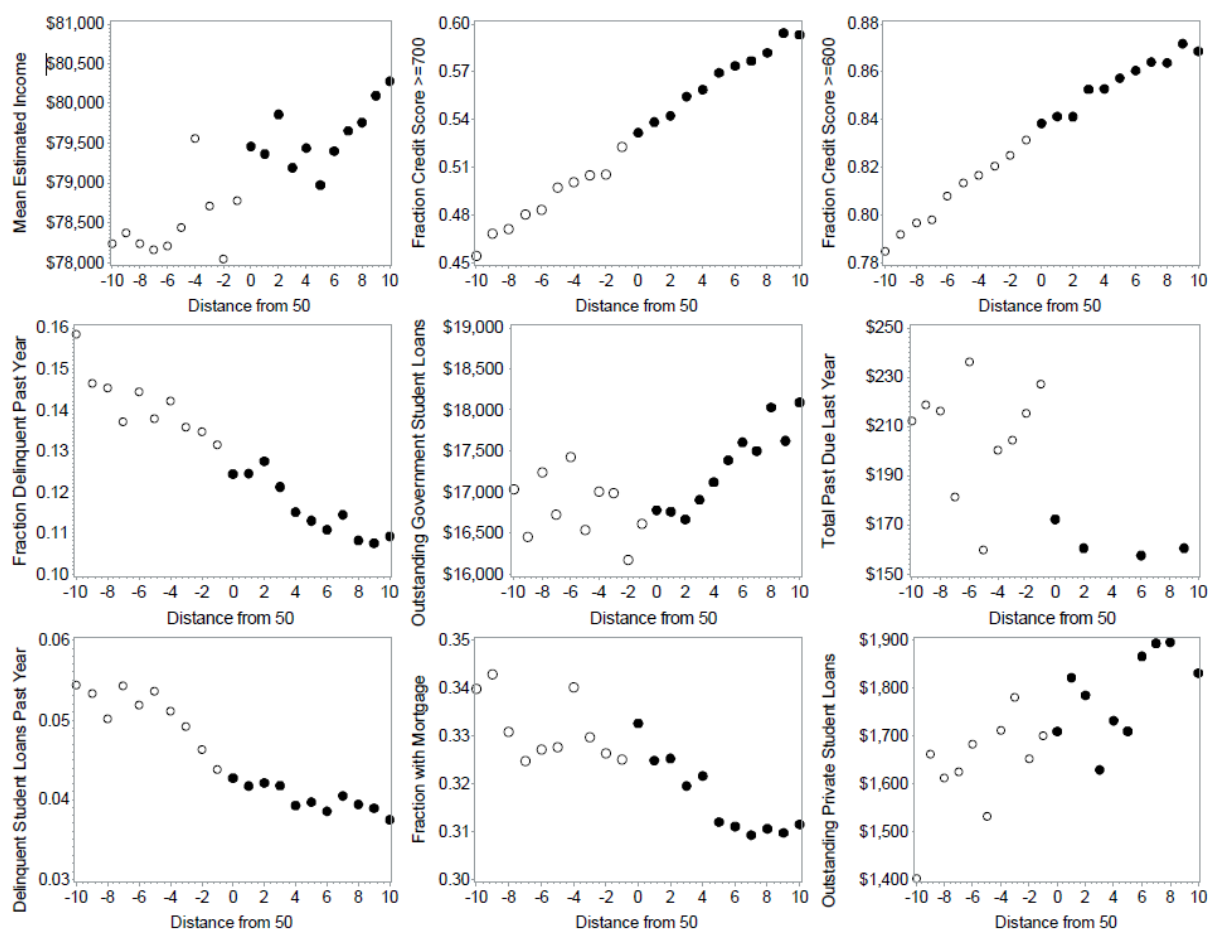 Mean Estimated Income
$81,000
$80,500
$80,000
$79,500
$79,000
$78,500
$78,000
-10 -8 -6 -4 -2 0 2 4 6 8 10
Distance from 50
Fraction Credit Score >=700
0.60
0.57
0.54
0.51
0.48
0.45
-10 -8 -6 -4 -2 0 2 4 6 8 10
Distance from 50
Fraction Credit Score >=600
0.88
0.86
0.84
0.82
0.80
0.78
-10 -8 -6 -4 -2 0 2 4 6 8 10
Distance from 50
Fraction Delinquent Past Year
0.16
0.15
0.14
0.13
0.12
0.11
0.10
-10 -8 -6 -4 -2 0 2 4 6 8 10
Distance from 50
Outstanding Government Student Loans
$19,000
$18,500
$18,000
$17,500
$17,000
$16,500
$16,000
-10 -8 -6 -4 -2 0 2 4 6 8 10
Distance from 50
Total Past Due Last Year
$250
$230
$210
$190
$170
$150
-10 -8 -6 -4 -2 0 2 4 6 8 10
Distance from 50
Delinquent Student Loans Past Year
0.06
0.05
0.04
0.03
-10 -8 -6 -4 -2 0 2 4 6 8 10
Distance from 50
Fraction with Mortgage
0.35
0.34
0.33
0.32
0.31
0.30
-10 -8 -6 -4 -2 0 2 4 6 8 10
Distance from 50
Outstanding Private Student Loans
$1,900
$1,800
$1,700
$1,600
$1,500
$1,400
-10 -8 -6 -4 -2 0 2 4 6 8 10
Distance from 50